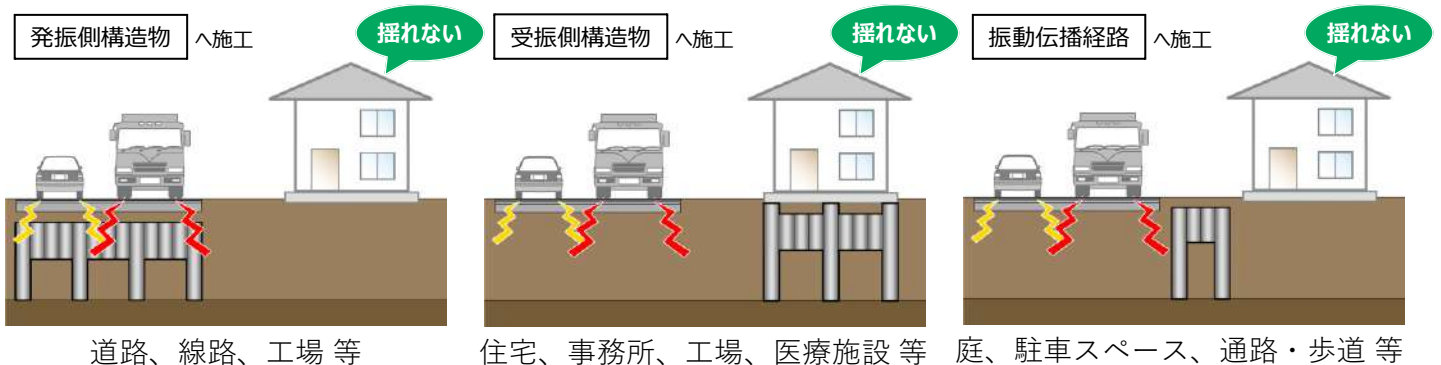 発振側構造物 へ施工
揺れない
道路、線路、工場 等
受振側構造物 へ施工
揺れない
住宅、事務所、工場、医療施設 等
振動伝播経路 へ施工
揺れない
庭、駐車スペース、通路・歩道 等